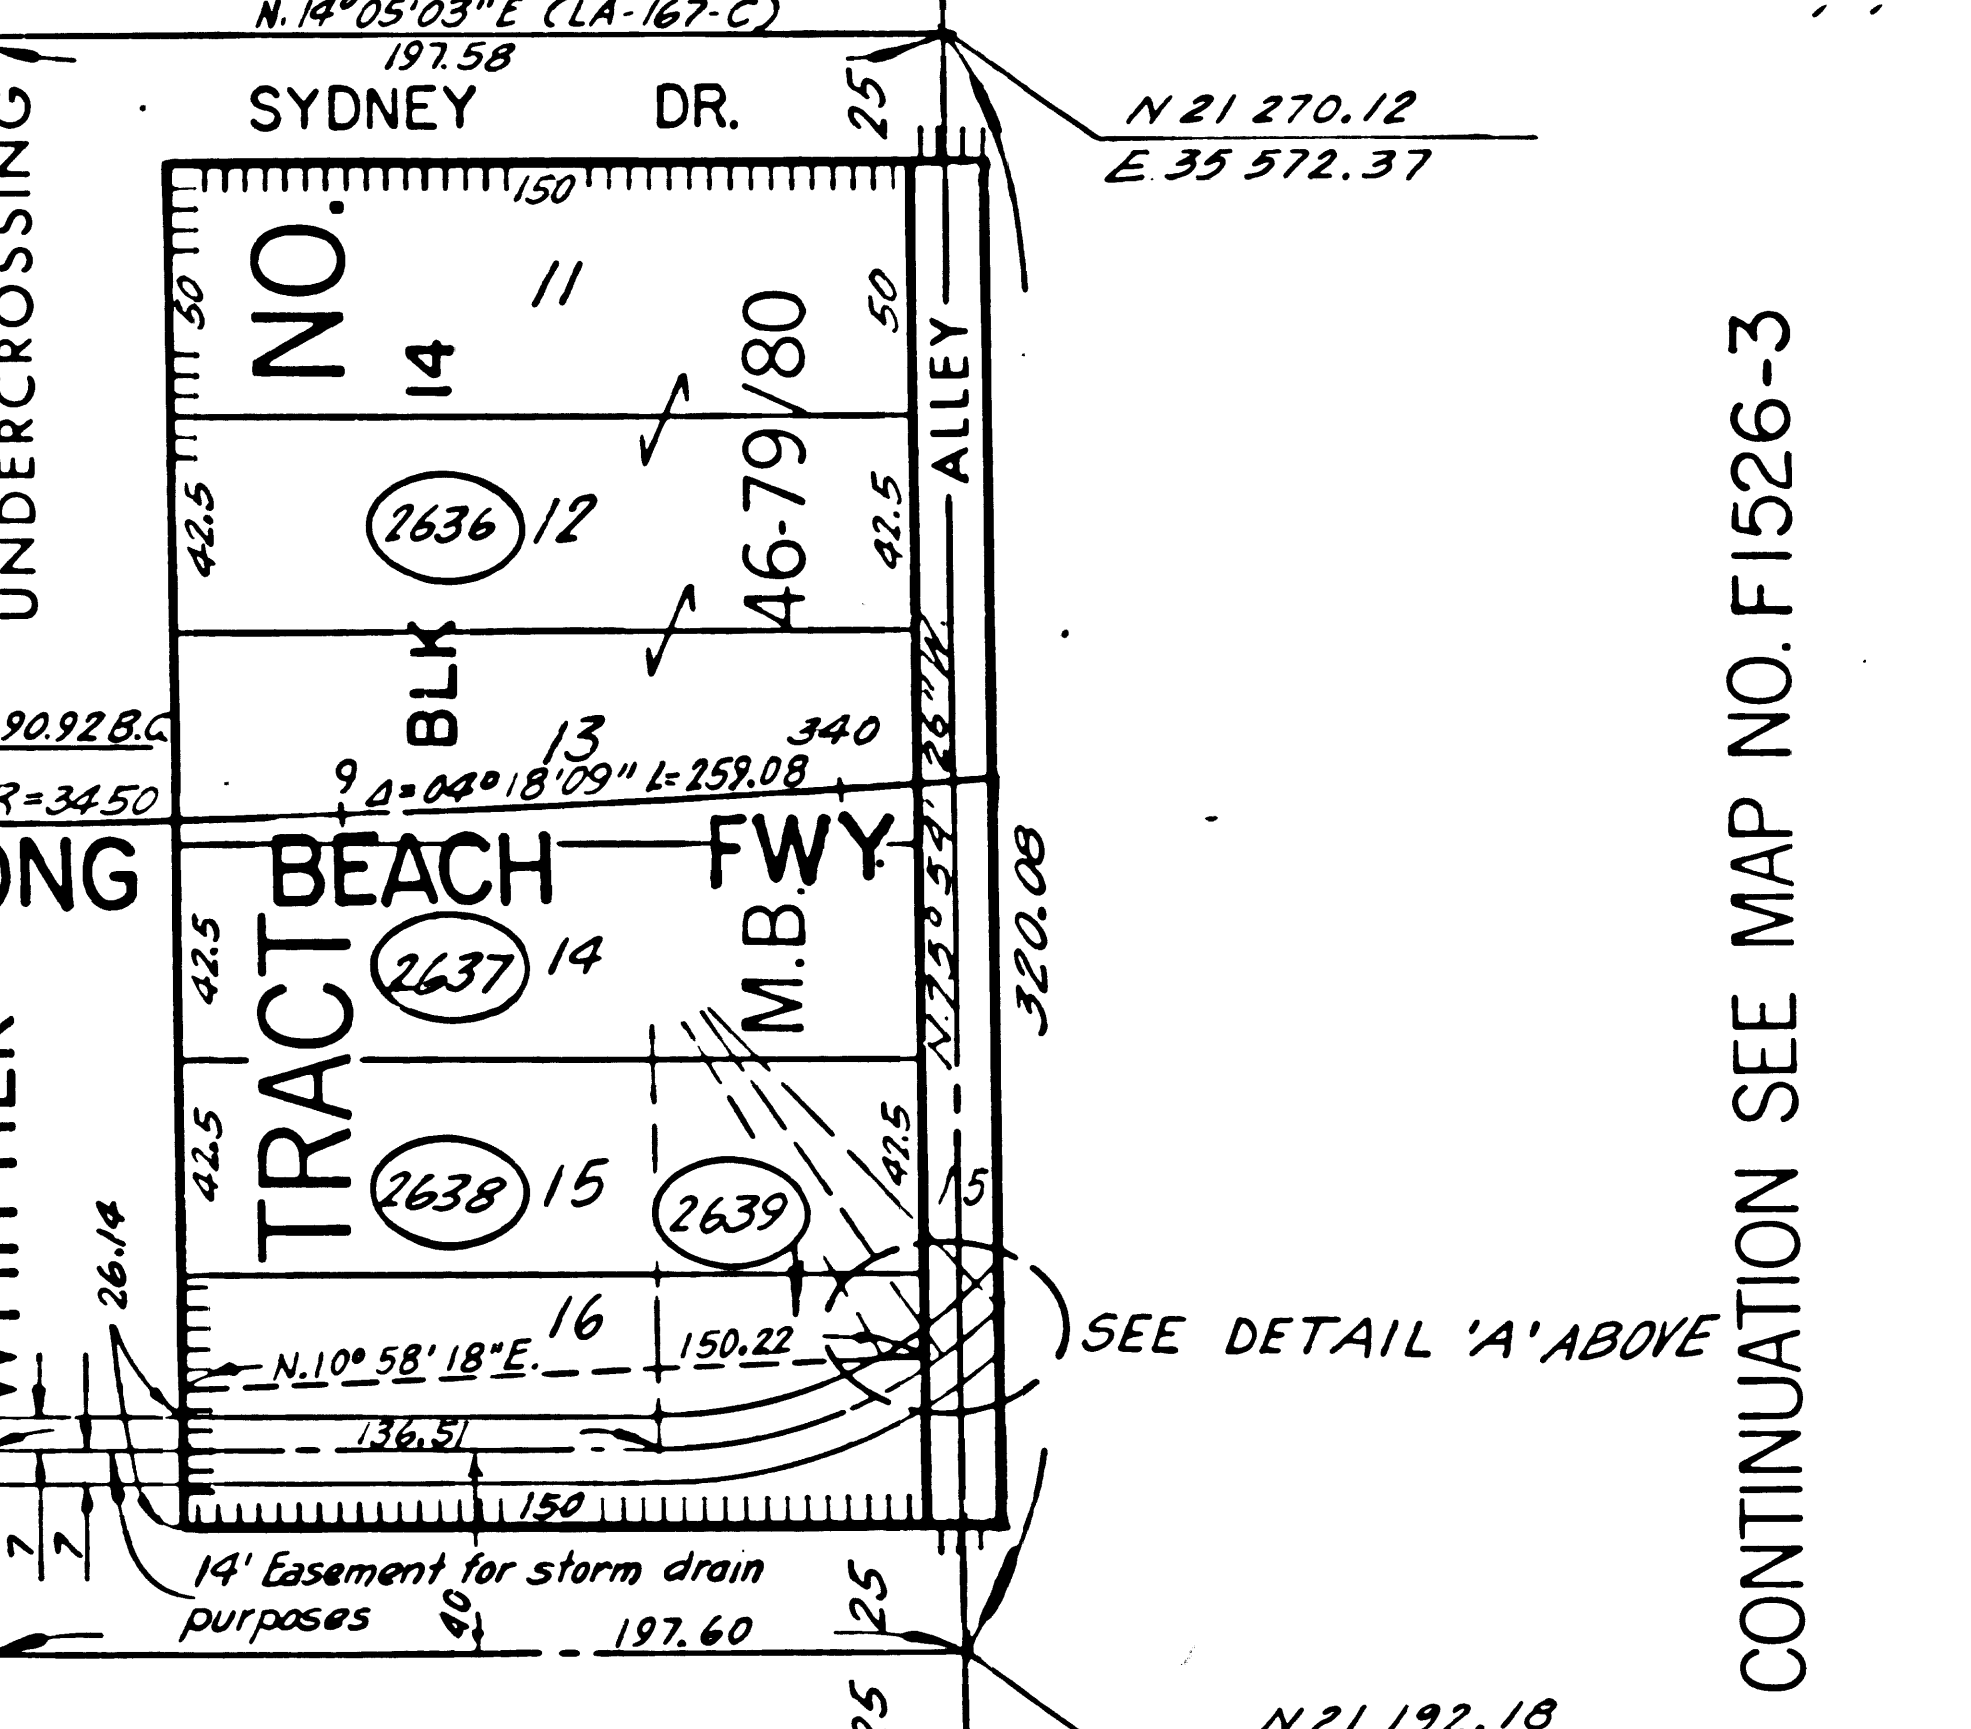 N. 14°05'03" E (LA-167-C)
197.58
SYDNEY DR.
25
N 21 270.12
E. 35 572.37
150
50
NO.
11
50
14
ALLEY
UNDERCROSSING
42.5
2636
12
46-79/80
42.5
BLK
13
340
N. 75° 54' 26" W.
90.92 B.C.
9
Δ= 04° 18' 09" L= 259.08
R=3450
BEACH FWY.
320.08
42.5
TRACT
2637
14
M.B.
42.5
2638
15
2639
42.5
15
26.14
16
SEE DETAIL 'A' ABOVE
N. 10° 58' 18" E.
150.22
136.51
150
7
7
14' Easement for storm drain
purposes
40
197.60
25
25
N 21 192.18
CONTINUATION SEE MAP NO. F1526-3